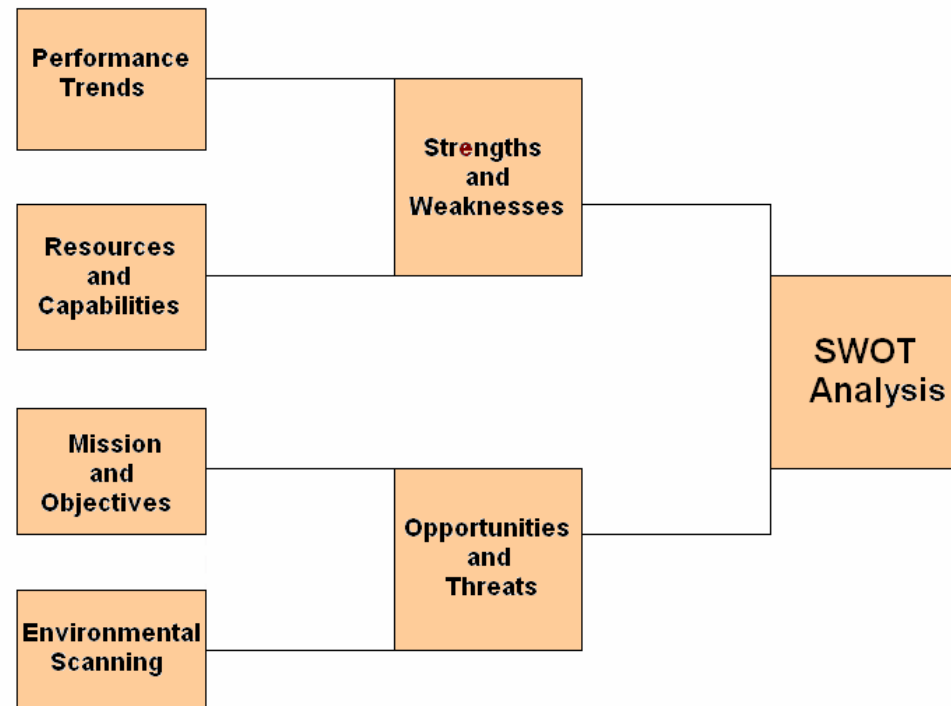 Performance
Trends
Strengths
and
Weaknesses
Resources
and
Capabilities
SWOT
Analysis
Mission
and
Objectives
Opportunities
and
Threats
Environmental
Scanning